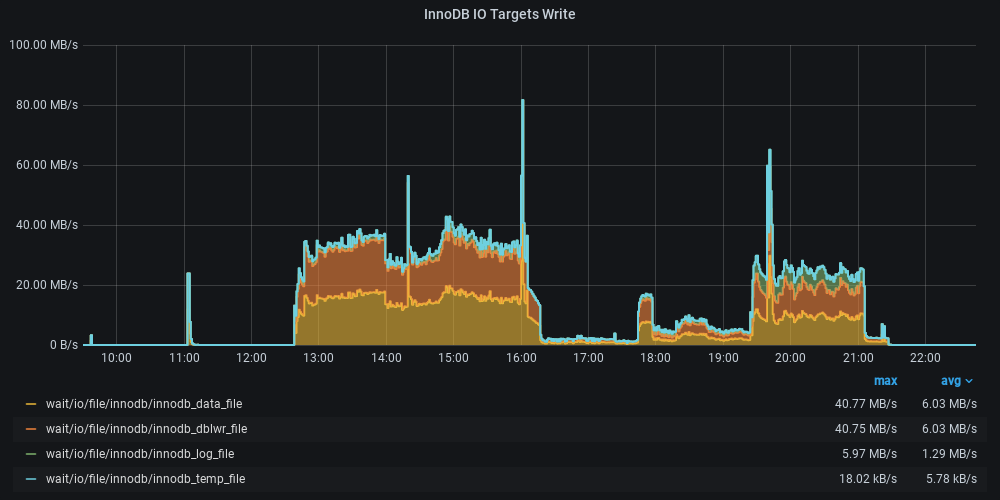 InnoDB IO Targets Write
100.00 MB/s
80.00 MB/s
60.00 MB/s
40.00 MB/s
20.00 MB/s
0 B/s
10:00 11:00 12:00 13:00 14:00 15:00 16:00 17:00 18:00 19:00 20:00 21:00 22:00
max avg
wait/io/file/innodb/innodb_data_file 40.77 MB/s 6.03 MB/s
wait/io/file/innodb/innodb_dblwr_file 40.75 MB/s 6.03 MB/s
wait/io/file/innodb/innodb_log_file 5.97 MB/s 1.29 MB/s
wait/io/file/innodb/innodb_temp_file 18.02 kB/s 5.78 kB/s